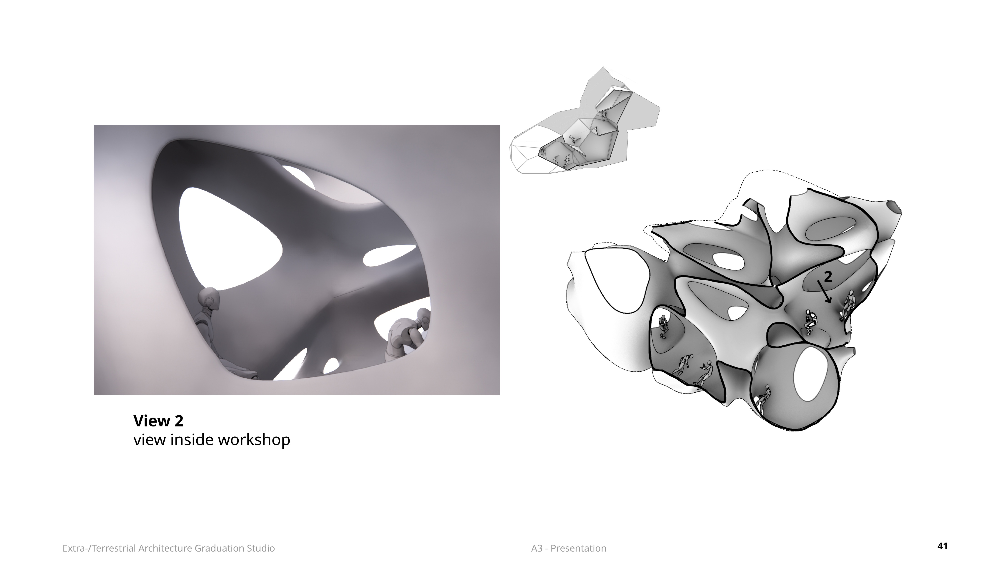 2
View 2
view inside workshop
Extra-/Terrestrial Architecture Graduation Studio
A3 - Presentation
41